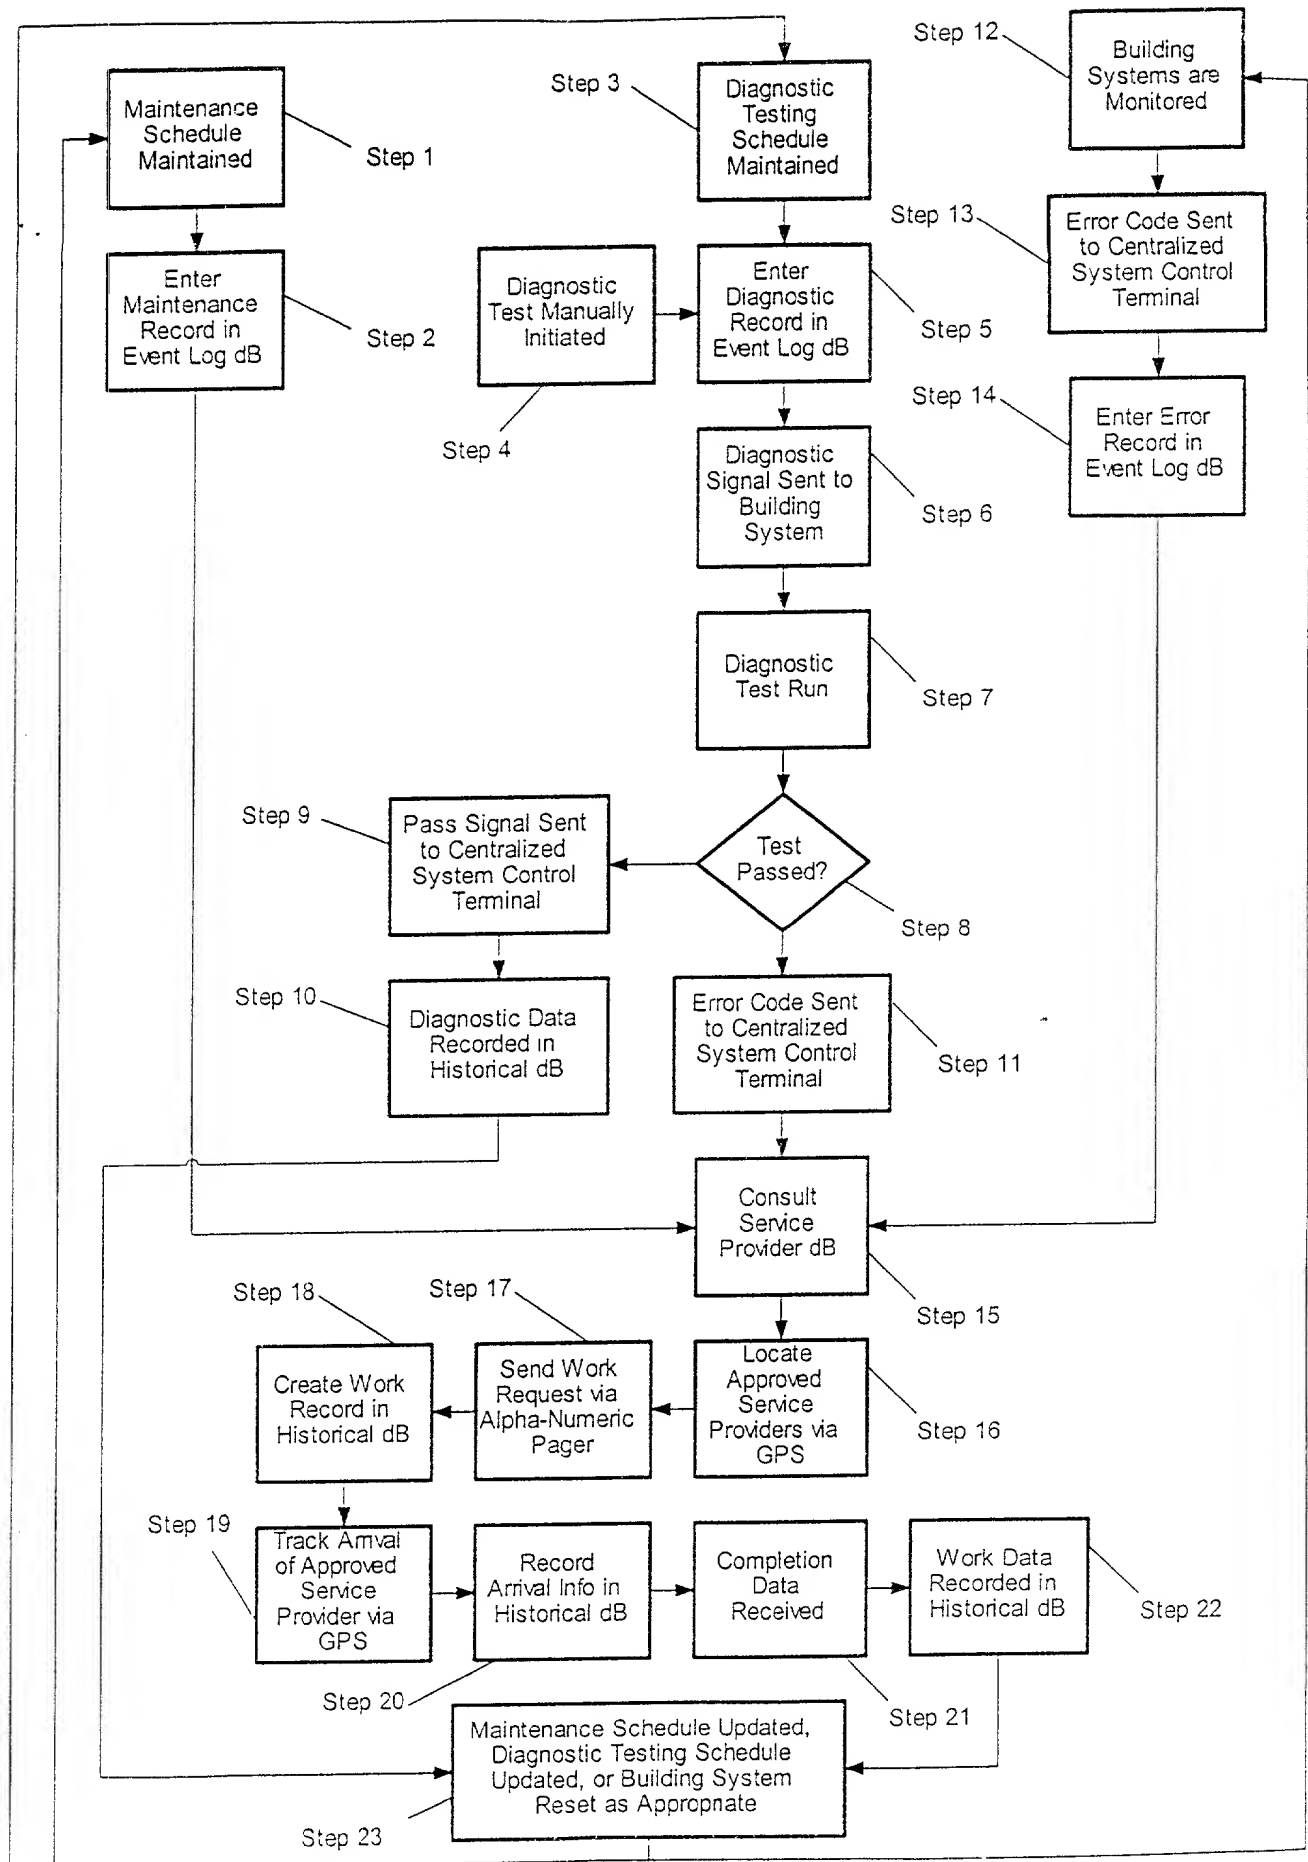 Step 12
Building
Systems are
Monitored
Step 3
Diagnostic
Testing
Schedule
Maintained
Maintenance
Schedule
Maintained
Step 1
Step 13
Error Code Sent
to Centralized
System Control
Terminal
Enter
Maintenance
Record in
Event Log dB
Step 2
Diagnostic
Test Manually
Initiated
Step 4
Enter
Diagnostic
Record in
Event Log dB
Step 5
Step 14
Enter Error
Record in
Event Log dB
Diagnostic
Signal Sent to
Building
System
Step 6
Diagnostic
Test Run
Step 7
Step 9
Pass Signal Sent
to Centralized
System Control
Terminal
Test
Passed?
Step 8
Step 10
Diagnostic Data
Recorded in
Historical dB
Error Code Sent
to Centralized
System Control
Terminal
Step 11
Consult
Service
Provider dB
Step 15
Step 18
Step 17
Create Work
Record in
Historical dB
Send Work
Request via
Alpha-Numeric
Pager
Locate
Approved
Service
Providers via
GPS
Step 16
Step 19
Track Arrival
of Approved
Service
Provider via
GPS
Record
Arrival Info in
Historical dB
Step 20
Completion
Data
Received
Step 21
Work Data
Recorded in
Historical dB
Step 22
Maintenance Schedule Updated,
Diagnostic Testing Schedule
Updated, or Building System
Reset as Appropriate
Step 23